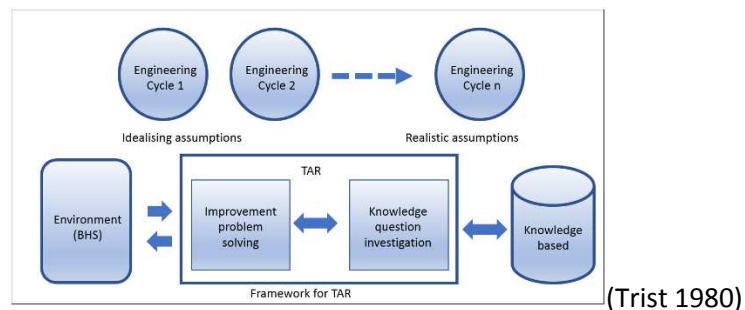 Engineering
Cycle 1
Engineering
Cycle 2
Engineering
Cycle n
Idealising assumptions
Realistic assumptions
TAR
Environment
(BHS)
Improvement
problem
solving
Knowledge
question
investigation
Knowledge
based
Framework for TAR
(Trist 1980)